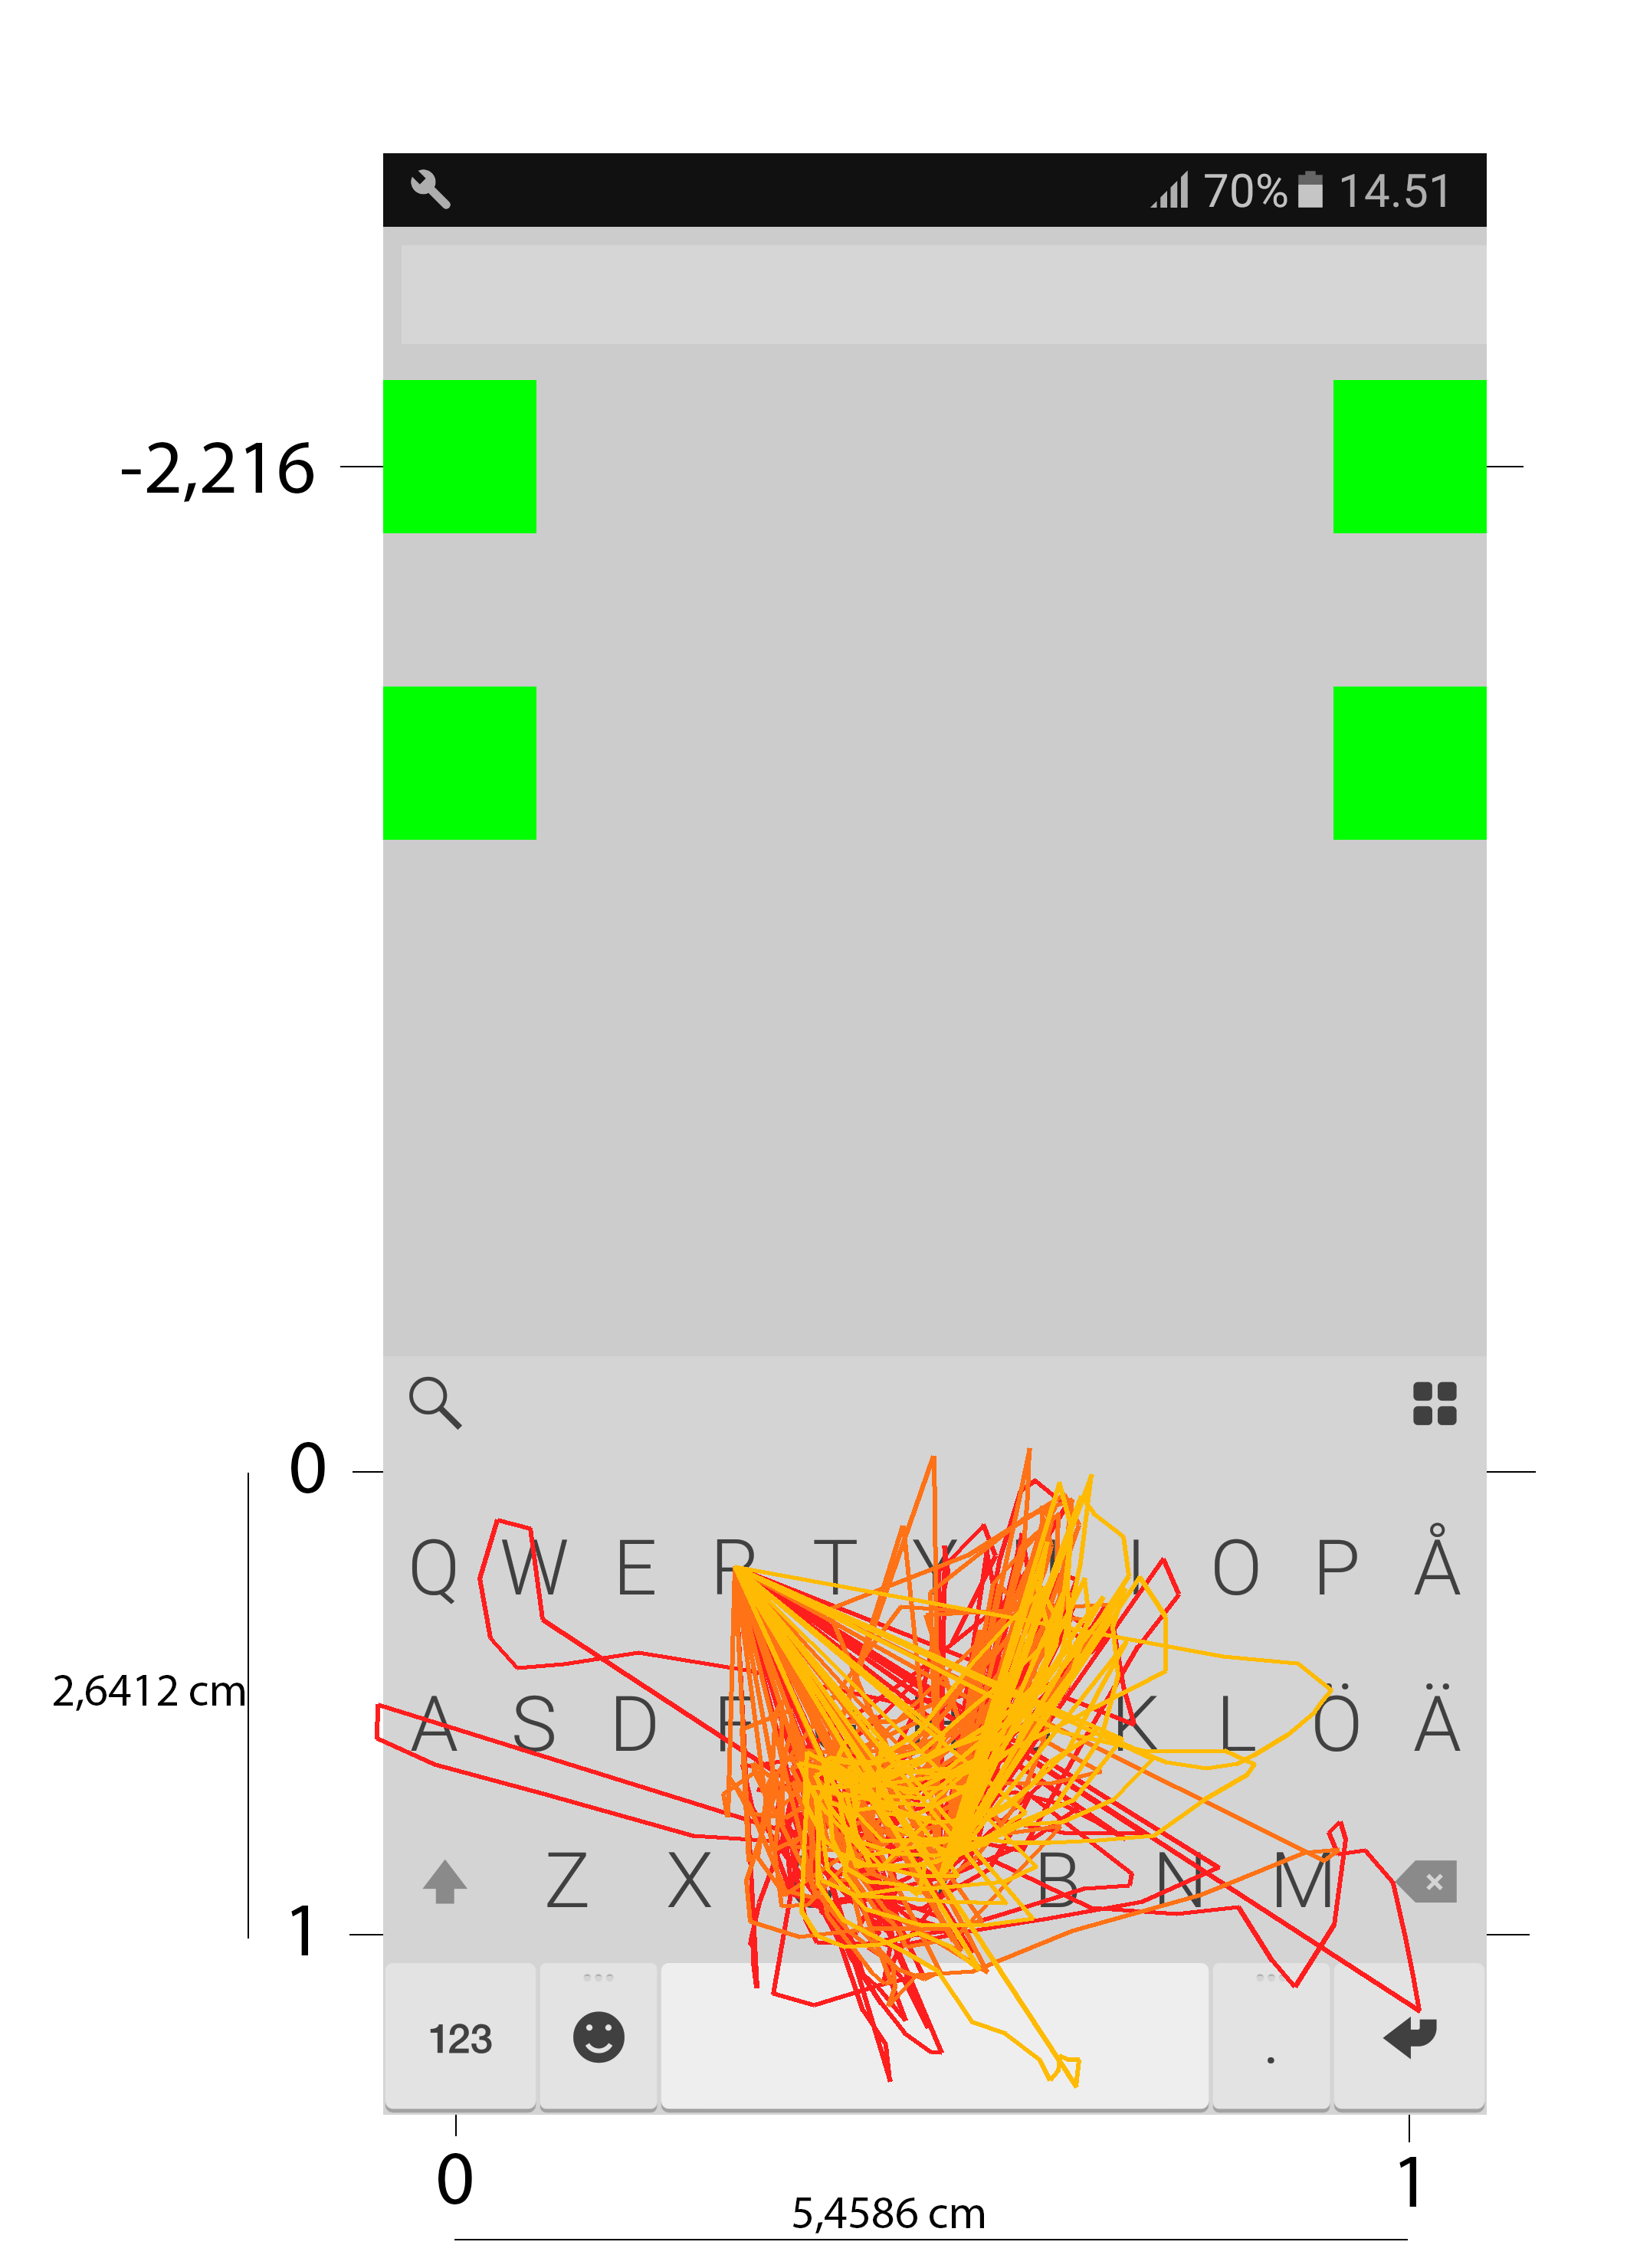 70% 14.51
-2,216
0
Q W E R T Y U I O P Å
2,6412 cm
A S D F K L Ö Ä
Z X B N M
1
123 .
0 1
5,4586 cm